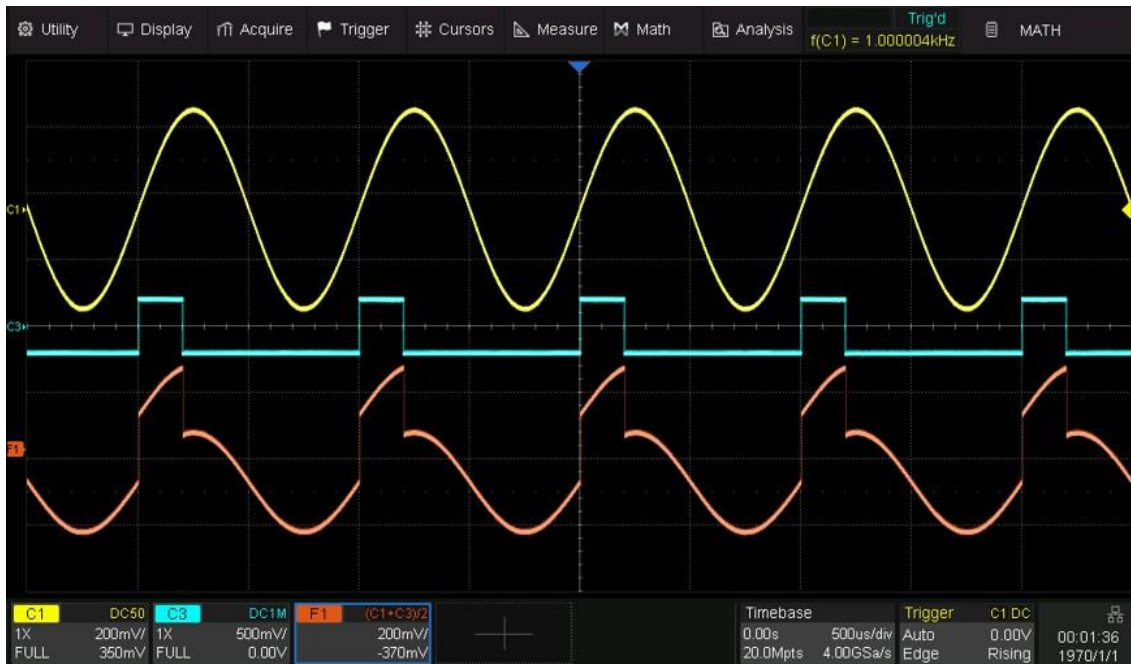 Utility Display Acquire Trigger Cursors Measure Math Analysis Trig'd MATH
f(C1) = 1.000004kHz
C1
C3
F1
C1 DC50 C3 DC1M F1 (C1+C3)/2 Timebase Trigger C1 DC
1X 200mV/ 1X 500mV/ 200mV/ 0.00s 500us/div Auto 0.00V 00:01:36
FULL 350mV FULL 0.00V -370mV 20.0Mpts 4.00GSa/s Edge Rising 1970/1/1